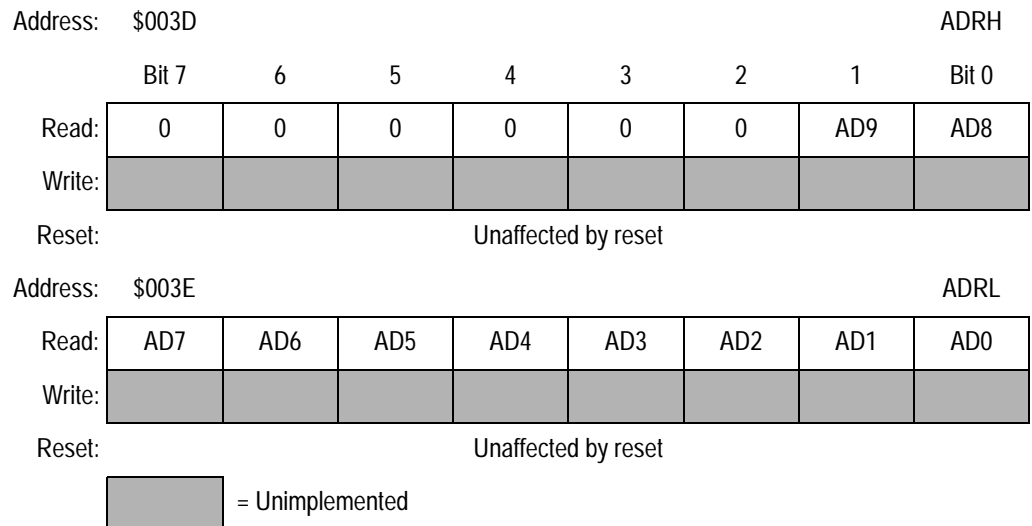 Address: $003D ADRH
Bit 7 6 5 4 3 2 1 Bit 0
Read: 0 0 0 0 0 0 AD9 AD8
Write:
Reset: Unaffected by reset
Address: $003E ADRL
Read: AD7 AD6 AD5 AD4 AD3 AD2 AD1 AD0
Write:
Reset: Unaffected by reset
= Unimplemented